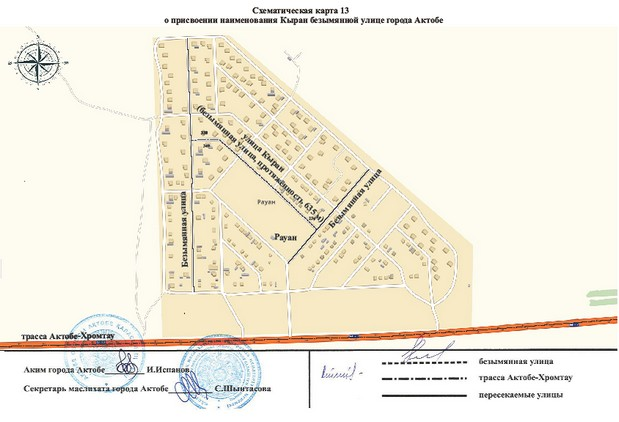 Схематическая карта 13
о присвоении наименования Кыран безымянной улице города Актобе
улица Кыран
(безымянная улица, протяжённость 615 м)
Безымянная улица
Безымянная улица
Рауан
Рауан
трасса Актобе-Хромтау
Аким города Актобе И.Испанов
Секретарь маслихата города Актобе С.Шынтасова
безымянная улица
трасса Актобе-Хромтау
пересекаемые улицы